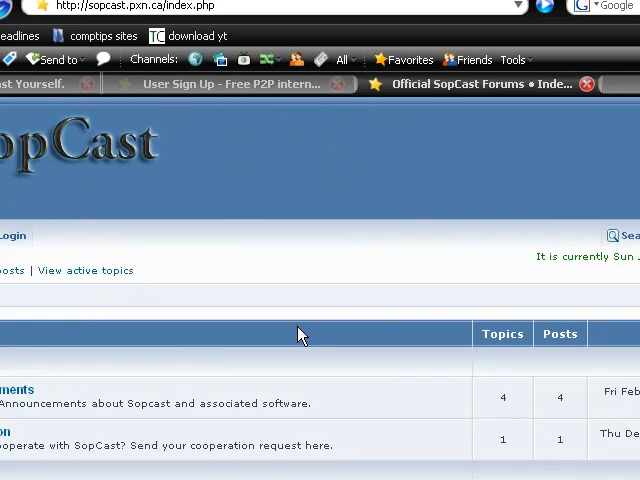 http://sopcast.pxn.ca/index.php
Google
eadlines comptips sites TC download yt
Send to Channels: All Favorites Friends Tools
st Yourself. User Sign Up - Free P2P intern... Official SopCast Forums • Inde...
opCast
Login Sea
It is currently Sun
osts | View active topics
Topics Posts
ments
Announcements about Sopcast and associated software. 4 4 Fri Feb
on
ooperate with SopCast? Send your cooperation request here. 1 1 Thu De